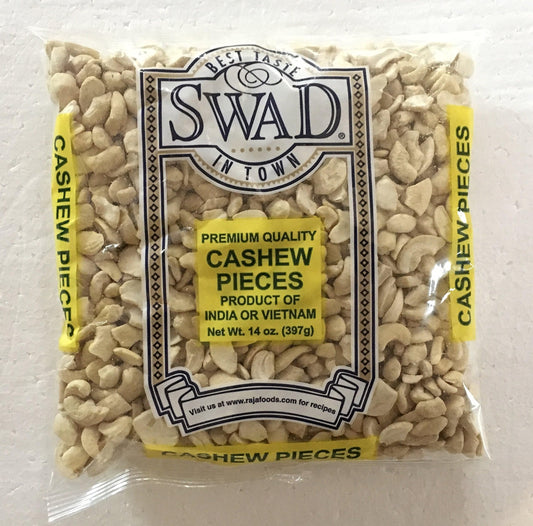 BEST TASTE
SWAD®
IN TOWN
CASHEW PIECES
PREMIUM QUALITY
CASHEW
PIECES
PRODUCT OF
INDIA OR VIETNAM
Net Wt. 14 oz. (397g)
CASHEW PIECES
Visit us at www.rajafoods.com for recipes
CASHEW PIECES